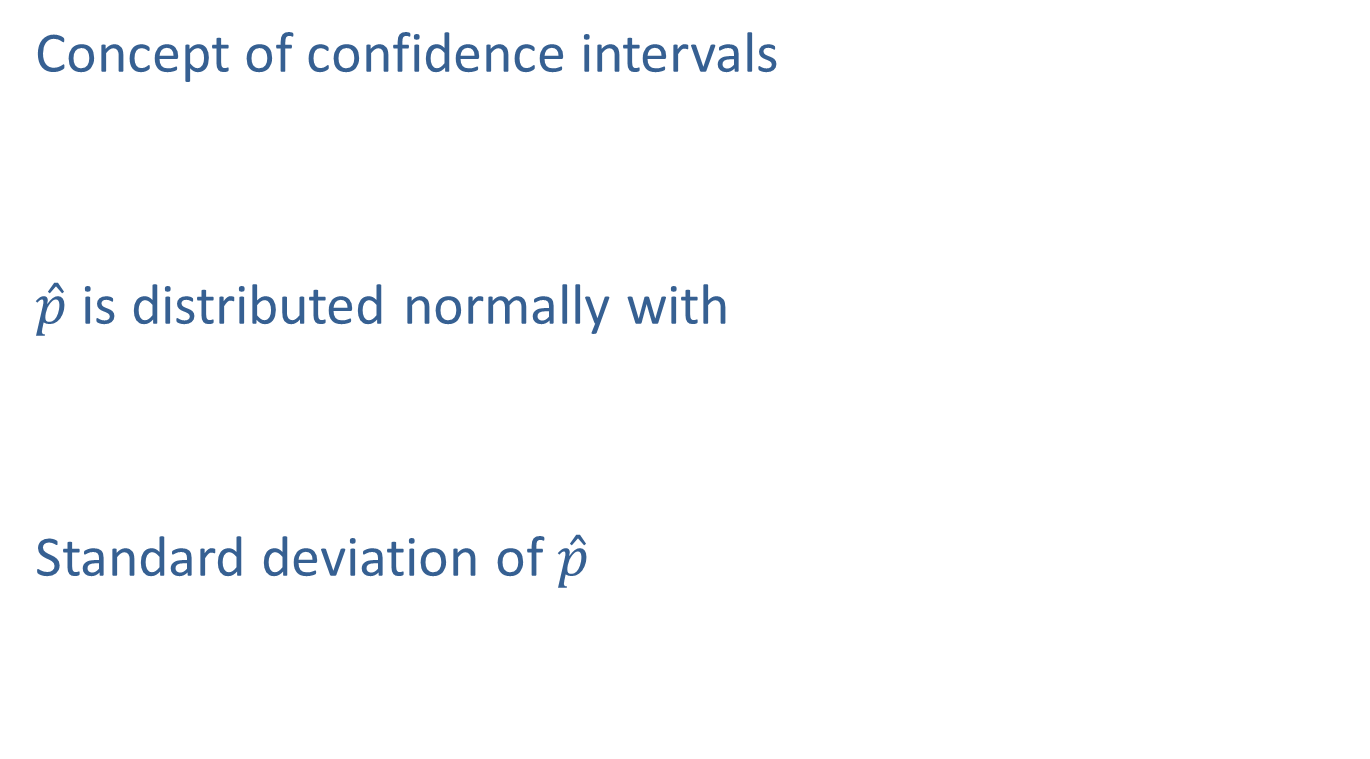 Concept of confidence intervals
p̂ is distributed normally with
Standard deviation of p̂